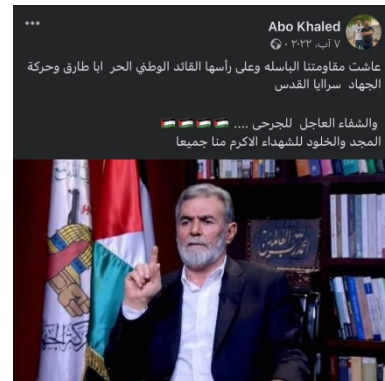 Abo Khaled
٧ آب، ٢٠٢٢ ·
عاشت مقاومتنا الباسله وعلى رأسها القائد الوطني الحر ابا طارق وحركة
الجهاد سراايا القدس
والشفاء العاجل للجرحى .... 🇵🇸🇵🇸🇵🇸🇵🇸
المجد والخلود للشهداء الاكرم منا جميعا